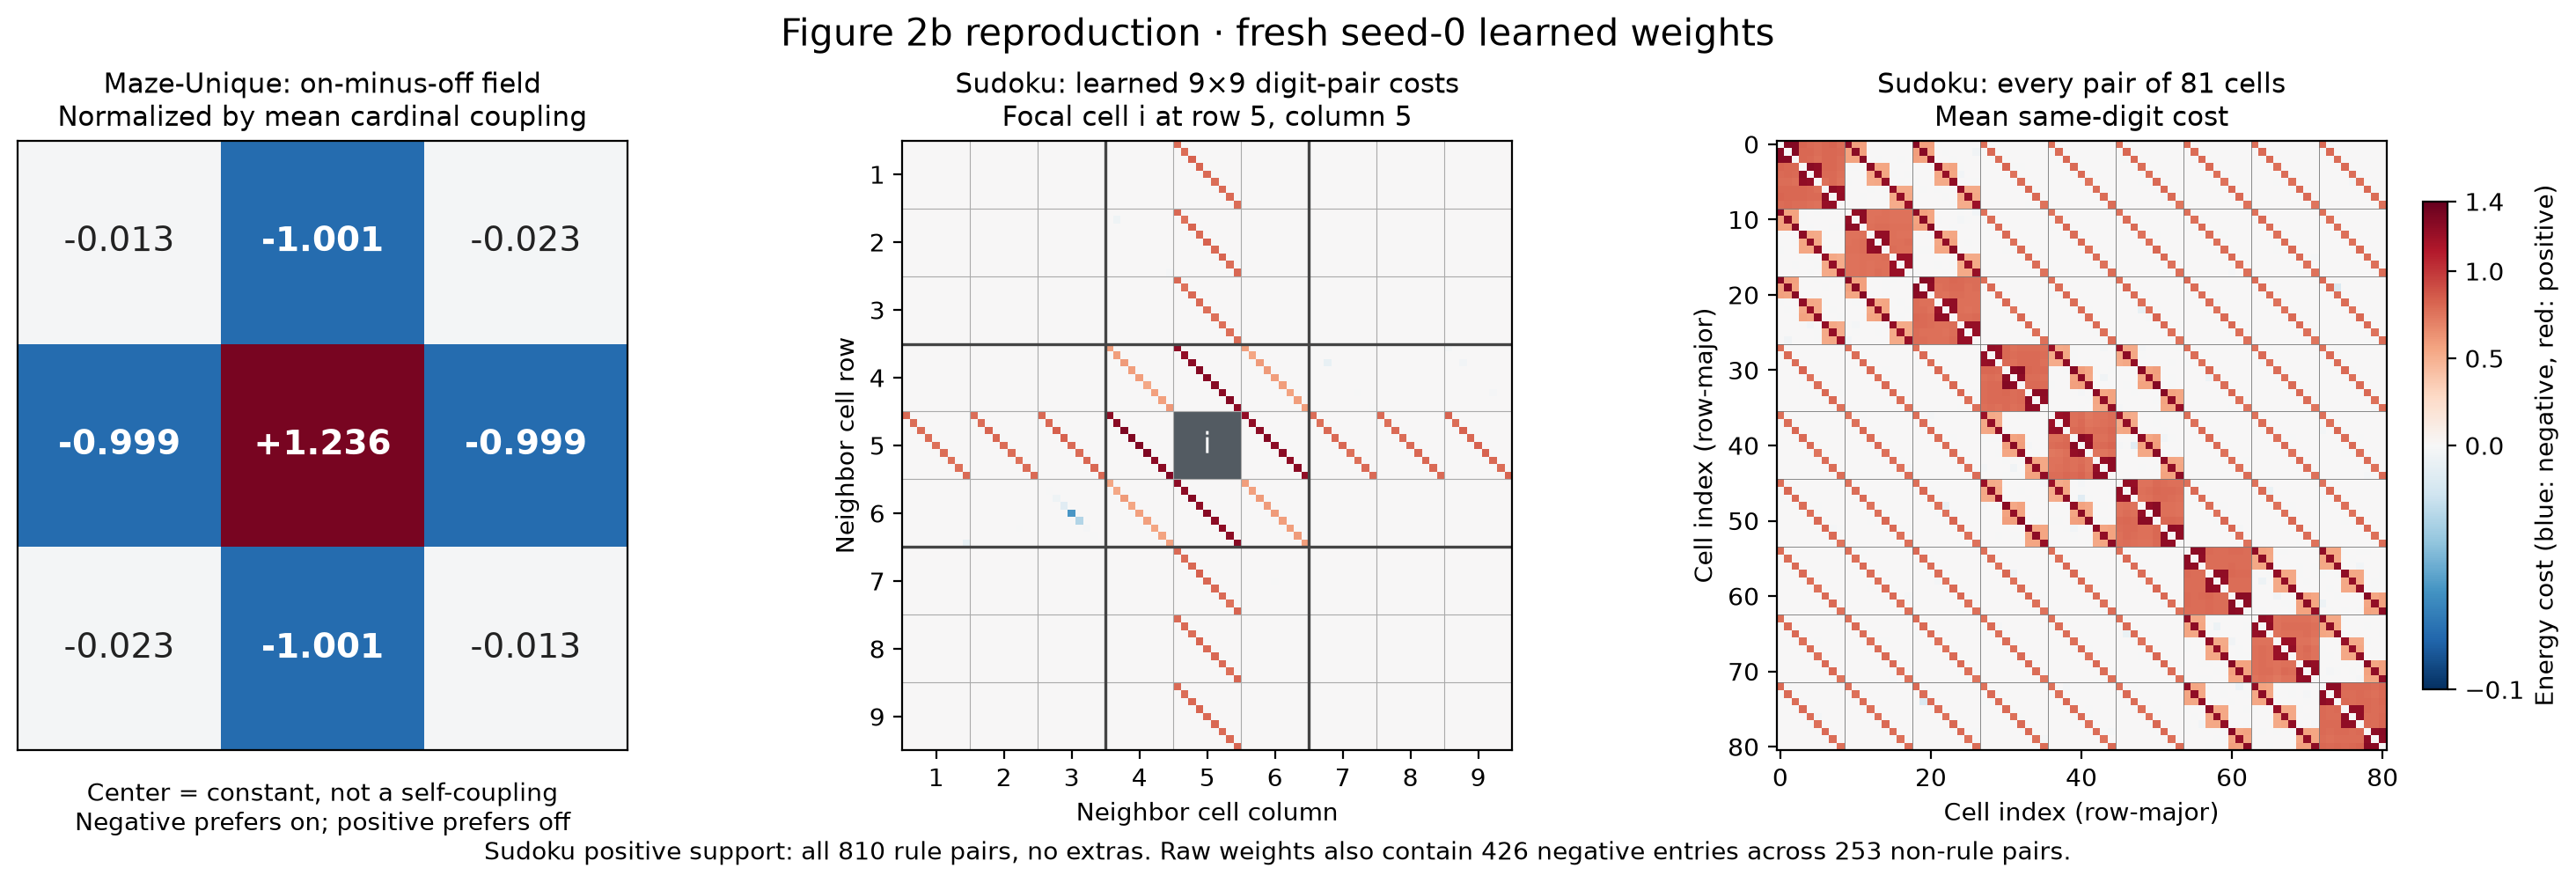 Figure 2b reproduction · fresh seed-0 learned weights
Maze-Unique: on-minus-off field
Normalized by mean cardinal coupling
-0.013
-1.001
-0.023
-0.999
+1.236
-0.999
-0.023
-1.001
-0.013
Center = constant, not a self-coupling
Negative prefers on; positive prefers off
Sudoku: learned 9×9 digit-pair costs
Focal cell i at row 5, column 5
Neighbor cell row
1
2
3
4
5
6
7
8
9
i
1 2 3 4 5 6 7 8 9
Neighbor cell column
Sudoku: every pair of 81 cells
Mean same-digit cost
Cell index (row-major)
0
10
20
30
40
50
60
70
80
0 20 40 60 80
Cell index (row-major)
1.4
1.0
0.5
0.0
−0.1
Energy cost (blue: negative, red: positive)
Sudoku positive support: all 810 rule pairs, no extras. Raw weights also contain 426 negative entries across 253 non-rule pairs.